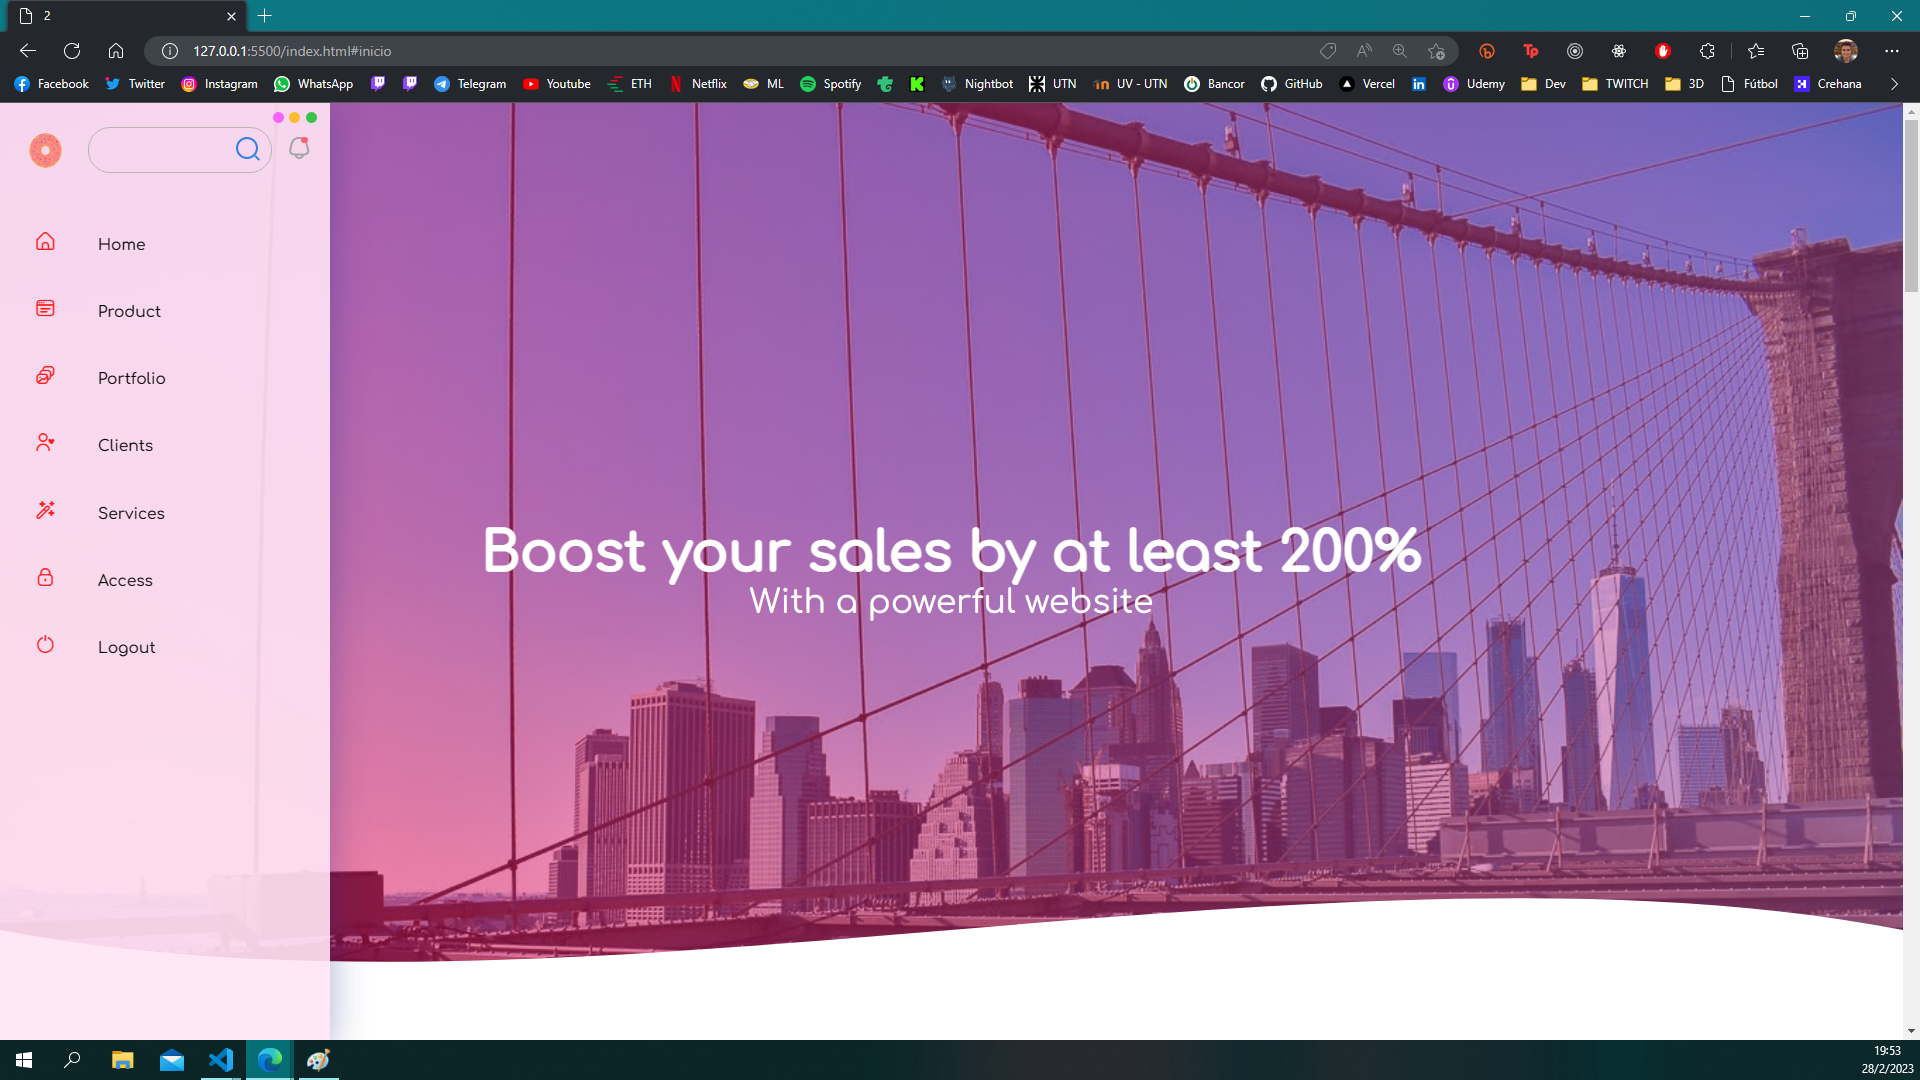 2
127.0.0.1:5500/index.html#inicio
Facebook Twitter Instagram WhatsApp Telegram Youtube ETH Netflix ML Spotify Nightbot UTN UV - UTN Bancor GitHub Vercel Udemy Dev TWITCH 3D Fútbol Crehana
Home
Product
Portfolio
Clients
Services
Access
Logout
Boost your sales by at least 200%
With a powerful website
19:53
28/2/2023